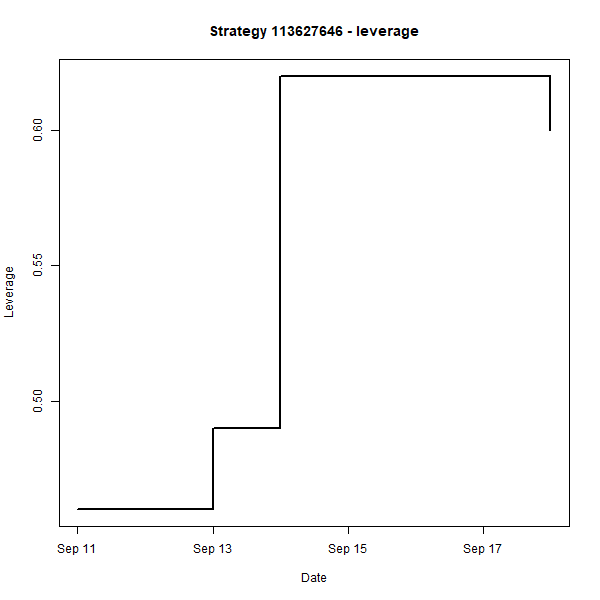 Strategy 113627646 - leverage
0.60
0.55
0.50
Leverage
Sep 11
Sep 13
Sep 15
Sep 17
Date